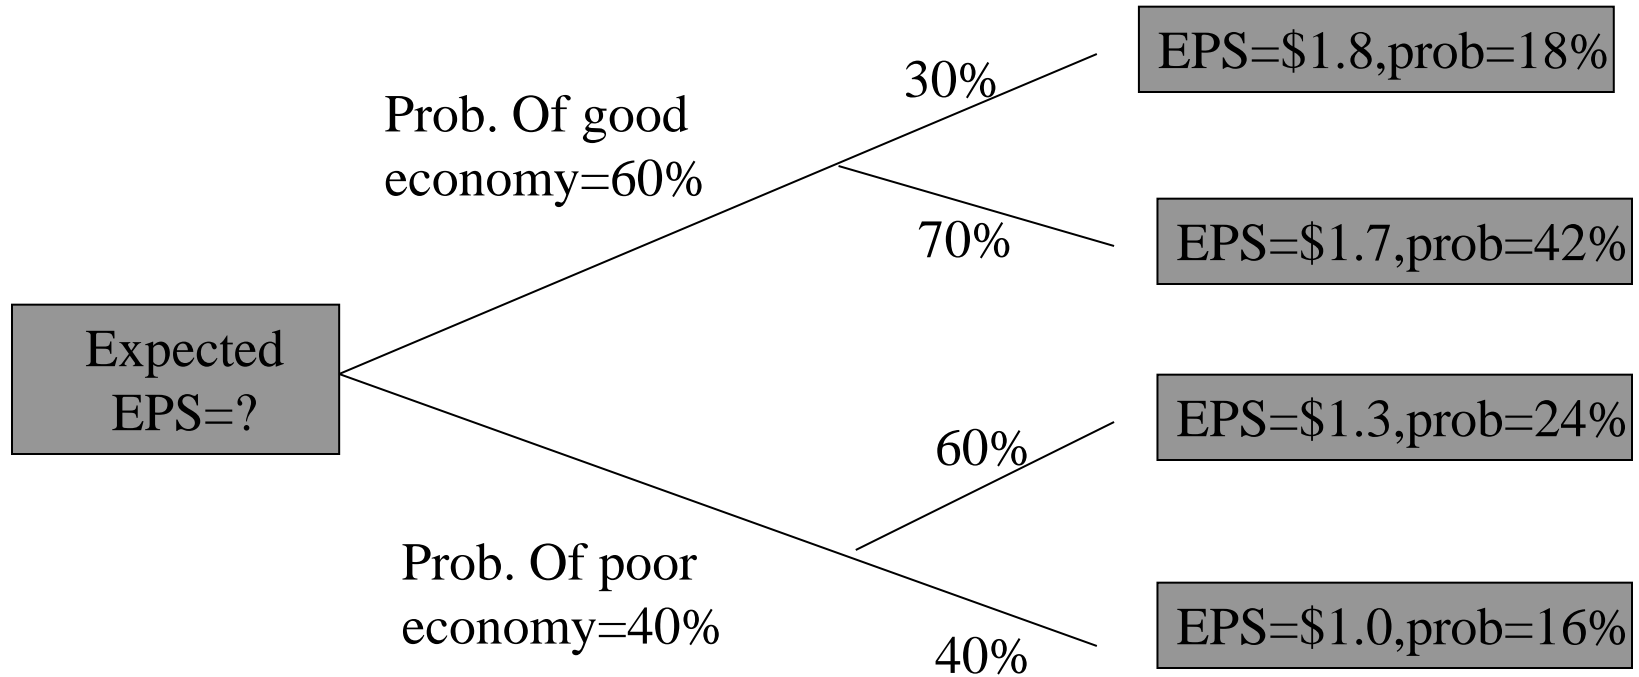 EPS=$1.8,prob=18%
30%
Prob. Of good
economy=60%
EPS=$1.7,prob=42%
70%
Expected
EPS=?
EPS=$1.3,prob=24%
60%
Prob. Of poor
economy=40%
EPS=$1.0,prob=16%
40%